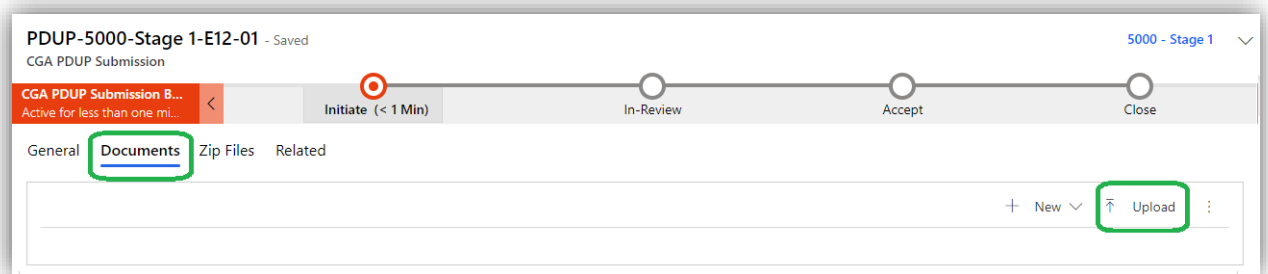 PDUP-5000-Stage 1-E12-01 - Saved
5000 - Stage 1
CGA PDUP Submission
CGA PDUP Submission B...
Active for less than one mi...
Initiate (< 1 Min)
In-Review
Accept
Close
General Documents Zip Files Related
New Upload